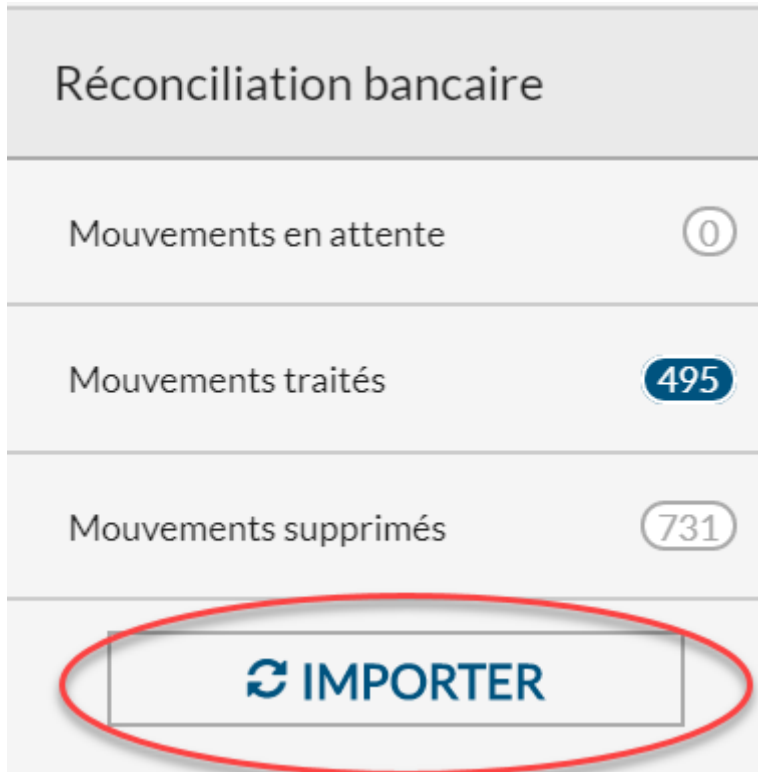 Réconciliation bancaire
Mouvements en attente 0
Mouvements traités 495
Mouvements supprimés 731
IMPORTER